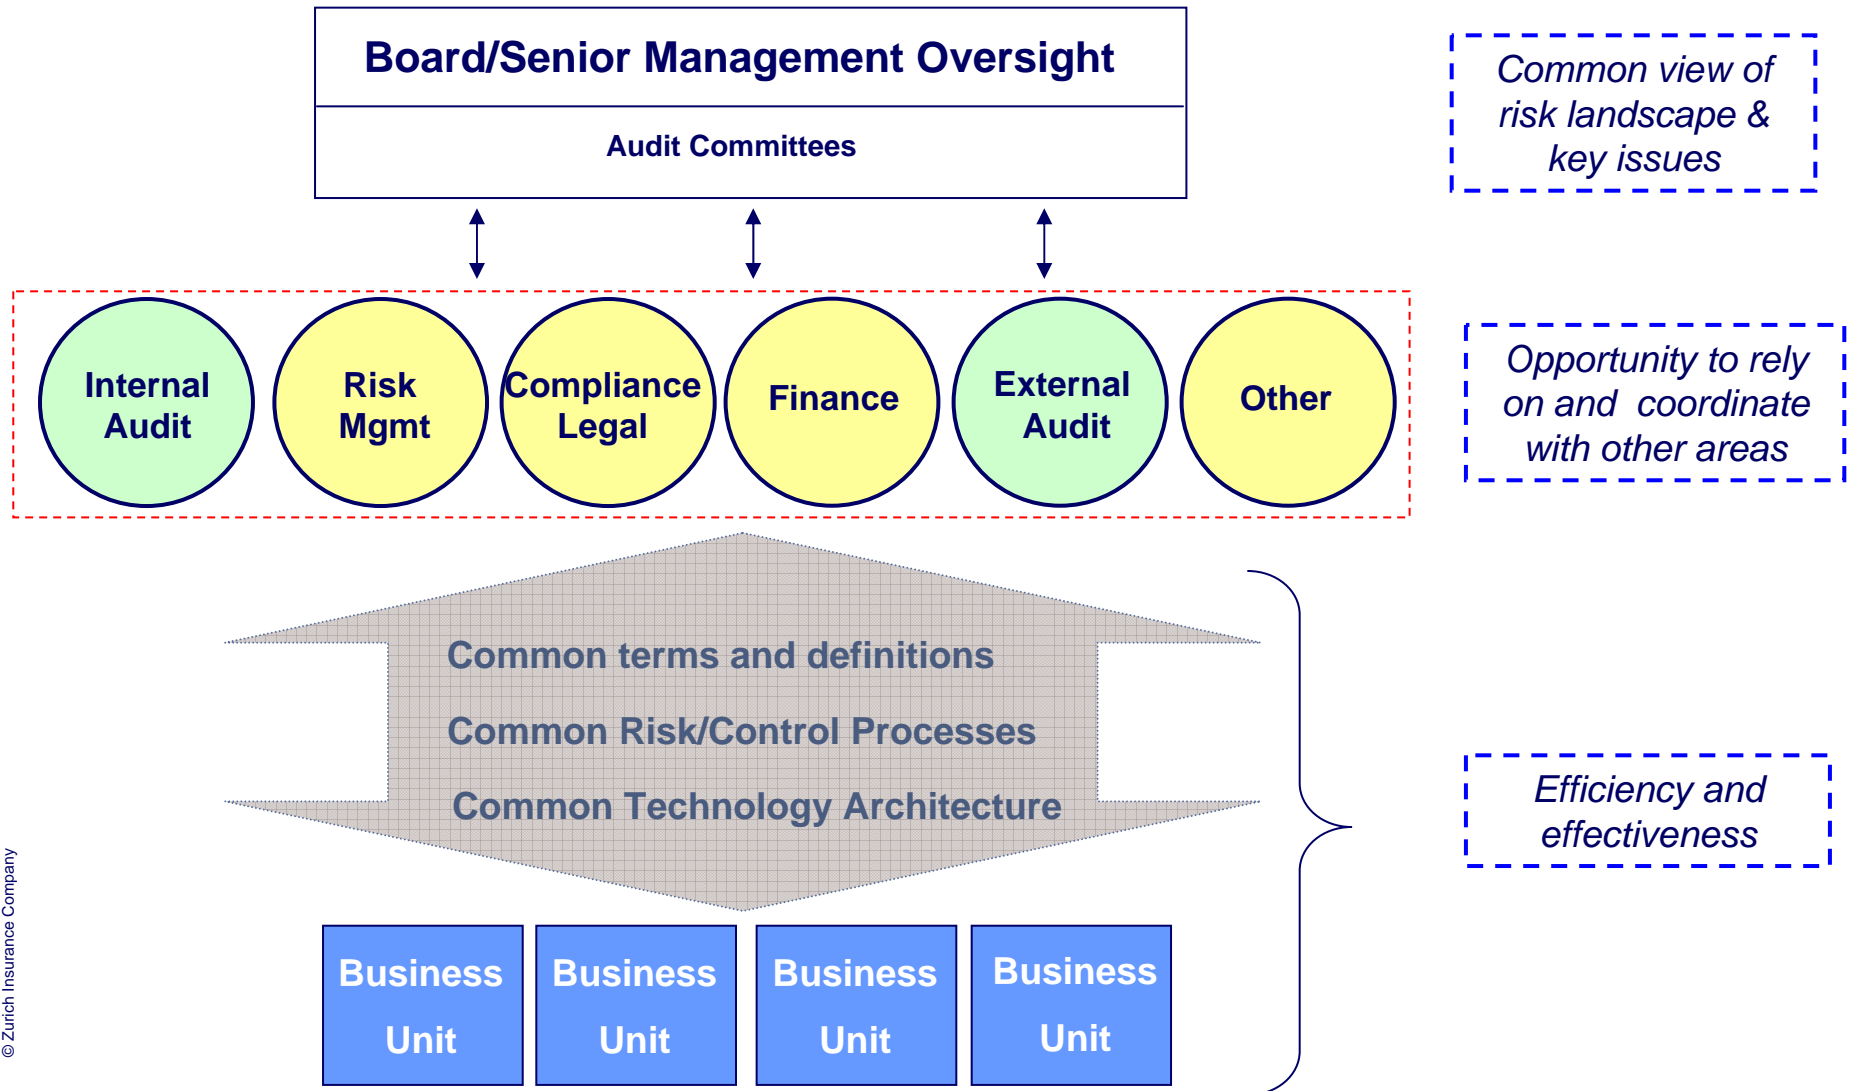 Board/Senior Management Oversight
Audit Committees
Common view of
risk landscape &
key issues
Internal
Audit
Risk
Mgmt
Compliance
Legal
Finance
External
Audit
Other
Opportunity to rely
on and coordinate
with other areas
Common terms and definitions
Common Risk/Control Processes
Common Technology Architecture
Efficiency and
effectiveness
Business
Unit
Business
Unit
Business
Unit
Business
Unit
© Zurich Insurance Company